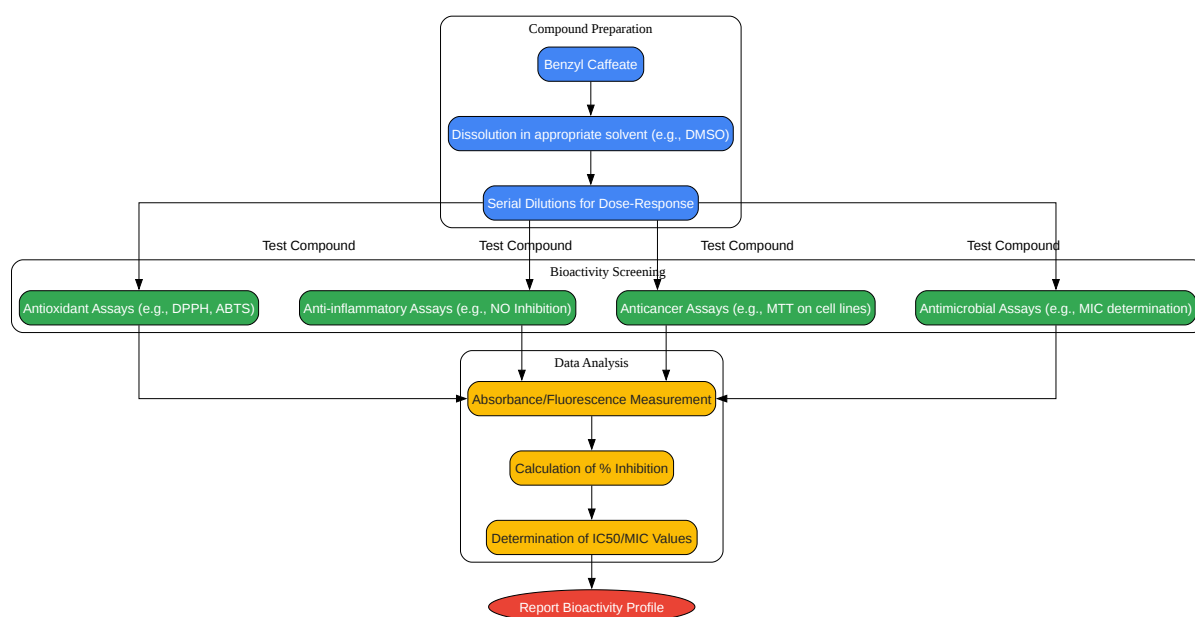 Compound Preparation
Benzyl Caffeate
Dissolution in appropriate solvent (e.g., DMSO)
Serial Dilutions for Dose-Response
Test Compound
Test Compound
Test Compound
Test Compound
Bioactivity Screening
Antioxidant Assays (e.g., DPPH, ABTS)
Anti-inflammatory Assays (e.g., NO Inhibition)
Anticancer Assays (e.g., MTT on cell lines)
Antimicrobial Assays (e.g., MIC determination)
Data Analysis
Absorbance/Fluorescence Measurement
Calculation of % Inhibition
Determination of IC50/MIC Values
Report Bioactivity Profile